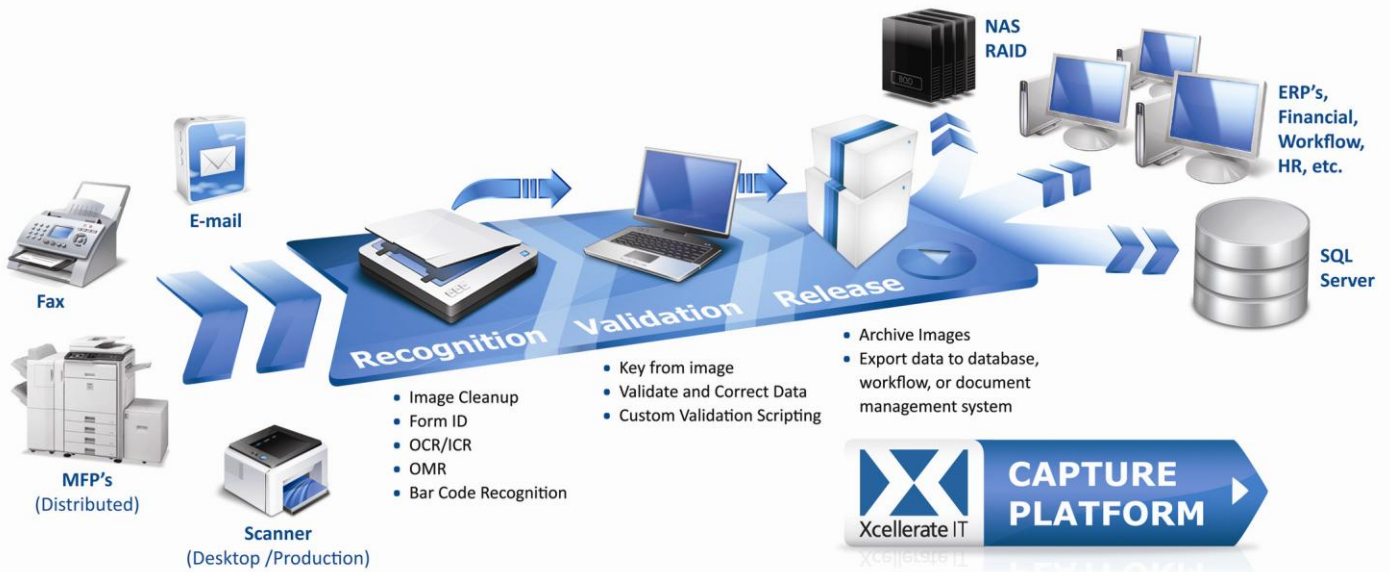 NAS
RAID
ERP's,
Financial,
Workflow,
HR, etc.
E-mail
Fax
SQL
Server
Recognition
Validation
Release
• Archive Images
• Export data to database,
workflow, or document
management system
• Key from image
• Validate and Correct Data
• Custom Validation Scripting
• Image Cleanup
• Form ID
• OCR/ICR
• OMR
• Bar Code Recognition
MFP's
(Distributed)
Scanner
(Desktop /Production)
X
Xcellerate IT
CAPTURE
PLATFORM